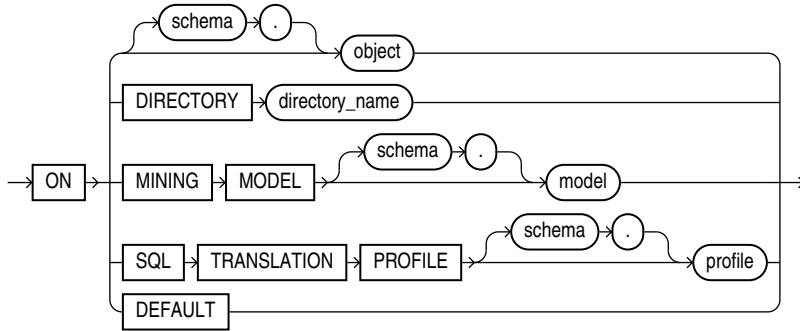 schema .
object
DIRECTORY directory_name
schema .
ON MINING MODEL model
schema .
SQL TRANSLATION PROFILE profile
DEFAULT